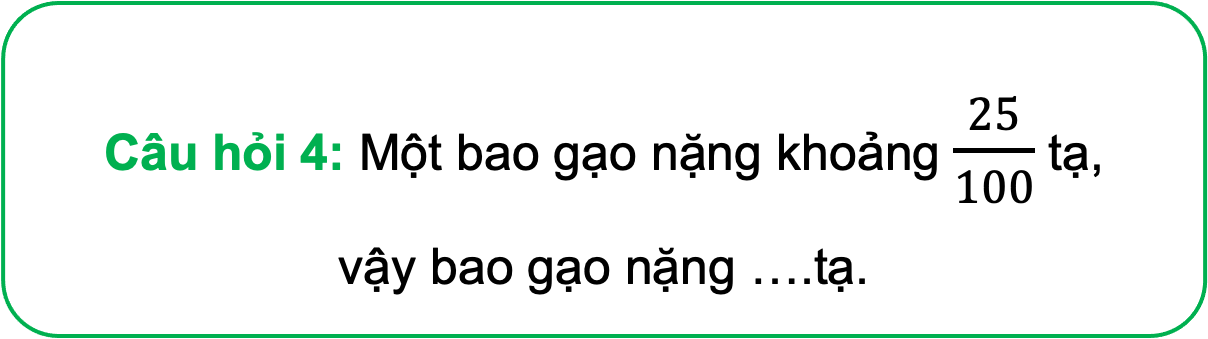 Câu hỏi 4: Một bao gạo nặng khoảng 25/100 tạ,
vậy bao gạo nặng ....tạ.